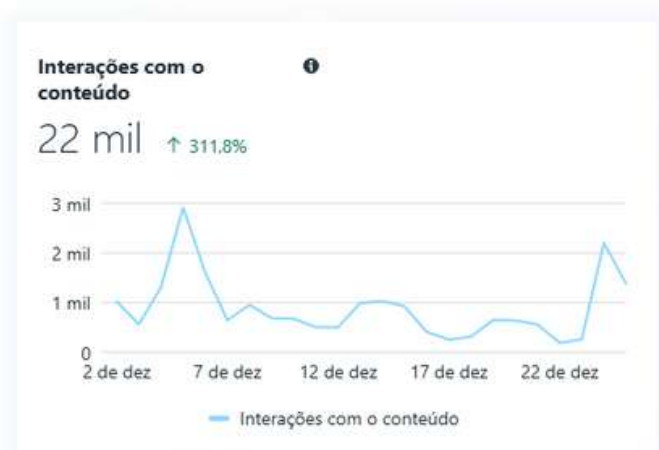 Interações com o
conteúdo
22 mil ↑ 311,8%
3 mil
2 mil
1 mil
0
2 de dez 7 de dez 12 de dez 17 de dez 22 de dez
Interações com o conteúdo